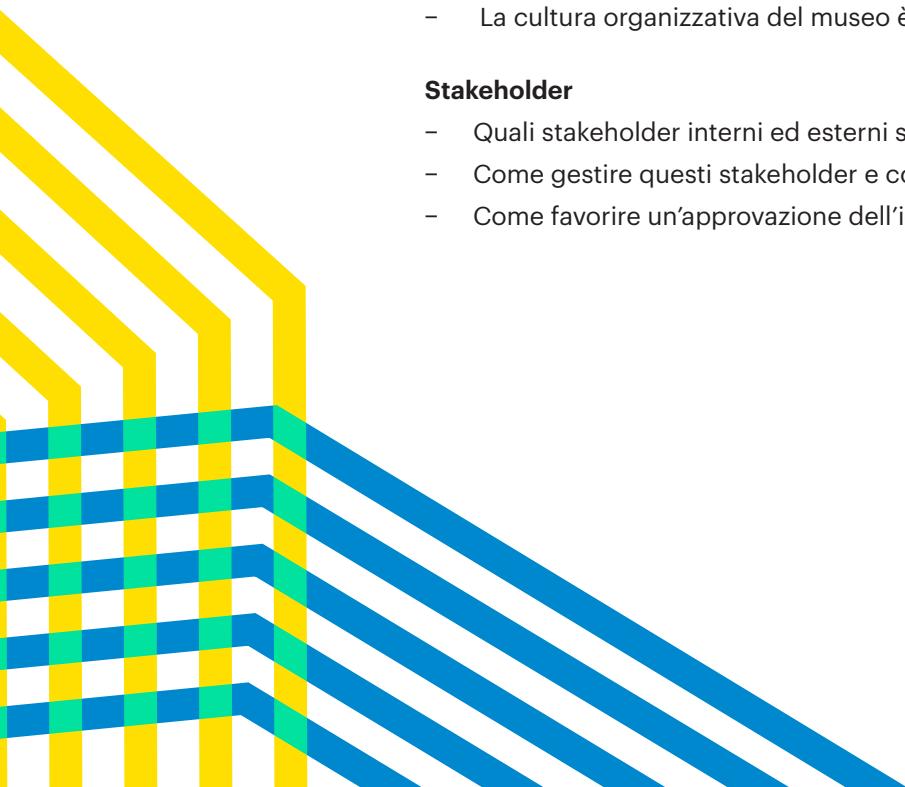 – La cultura organizzativa del museo è
Stakeholder
– Quali stakeholder interni ed esterni s
– Come gestire questi stakeholder e co
– Come favorire un’approvazione dell’i